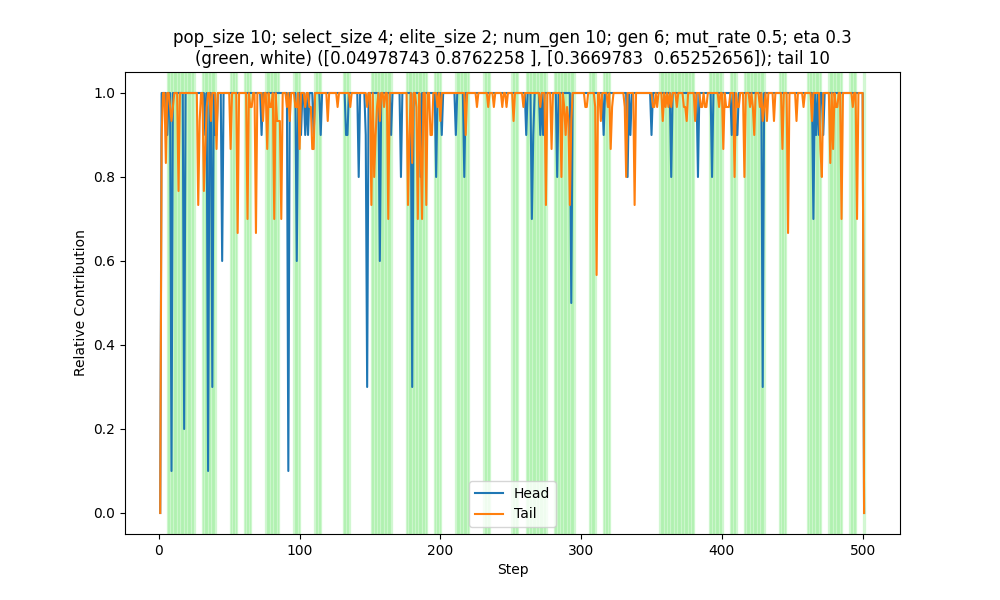 pop_size 10; select_size 4; elite_size 2; num_gen 10; gen 6; mut_rate 0.5; eta 0.3
(green, white) ([0.04978743 0.8762258 ], [0.3669783  0.65252656]); tail 10
1.0
0.8
0.6
0.4
0.2
0.0
Relative Contribution
Head
Tail
0 100 200 300 400 500
Step